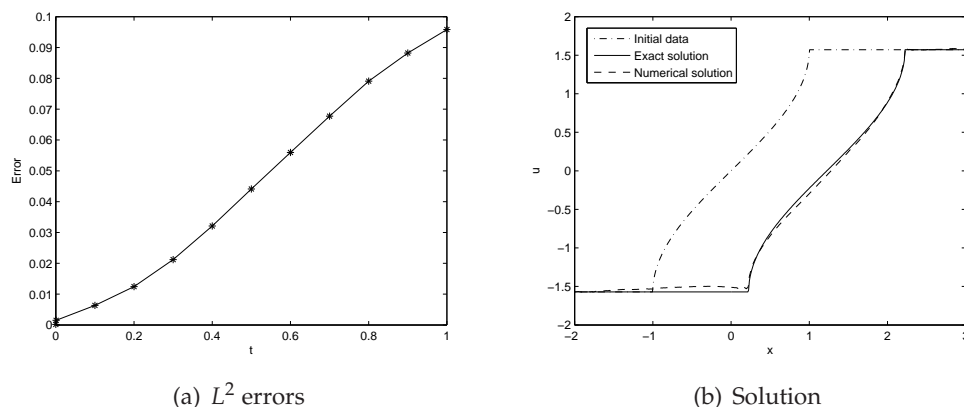 0.1
0.09
0.08
0.07
0.06
0.05
0.04
0.03
0.02
0.01
0
Error
0 0.2 0.4 0.6 0.8 1
t
(a) L² errors
2
1.5
1
0.5
0
−0.5
−1
−1.5
−2
u
Initial data
Exact solution
Numerical solution
−2 −1 0 1 2 3
x
(b) Solution